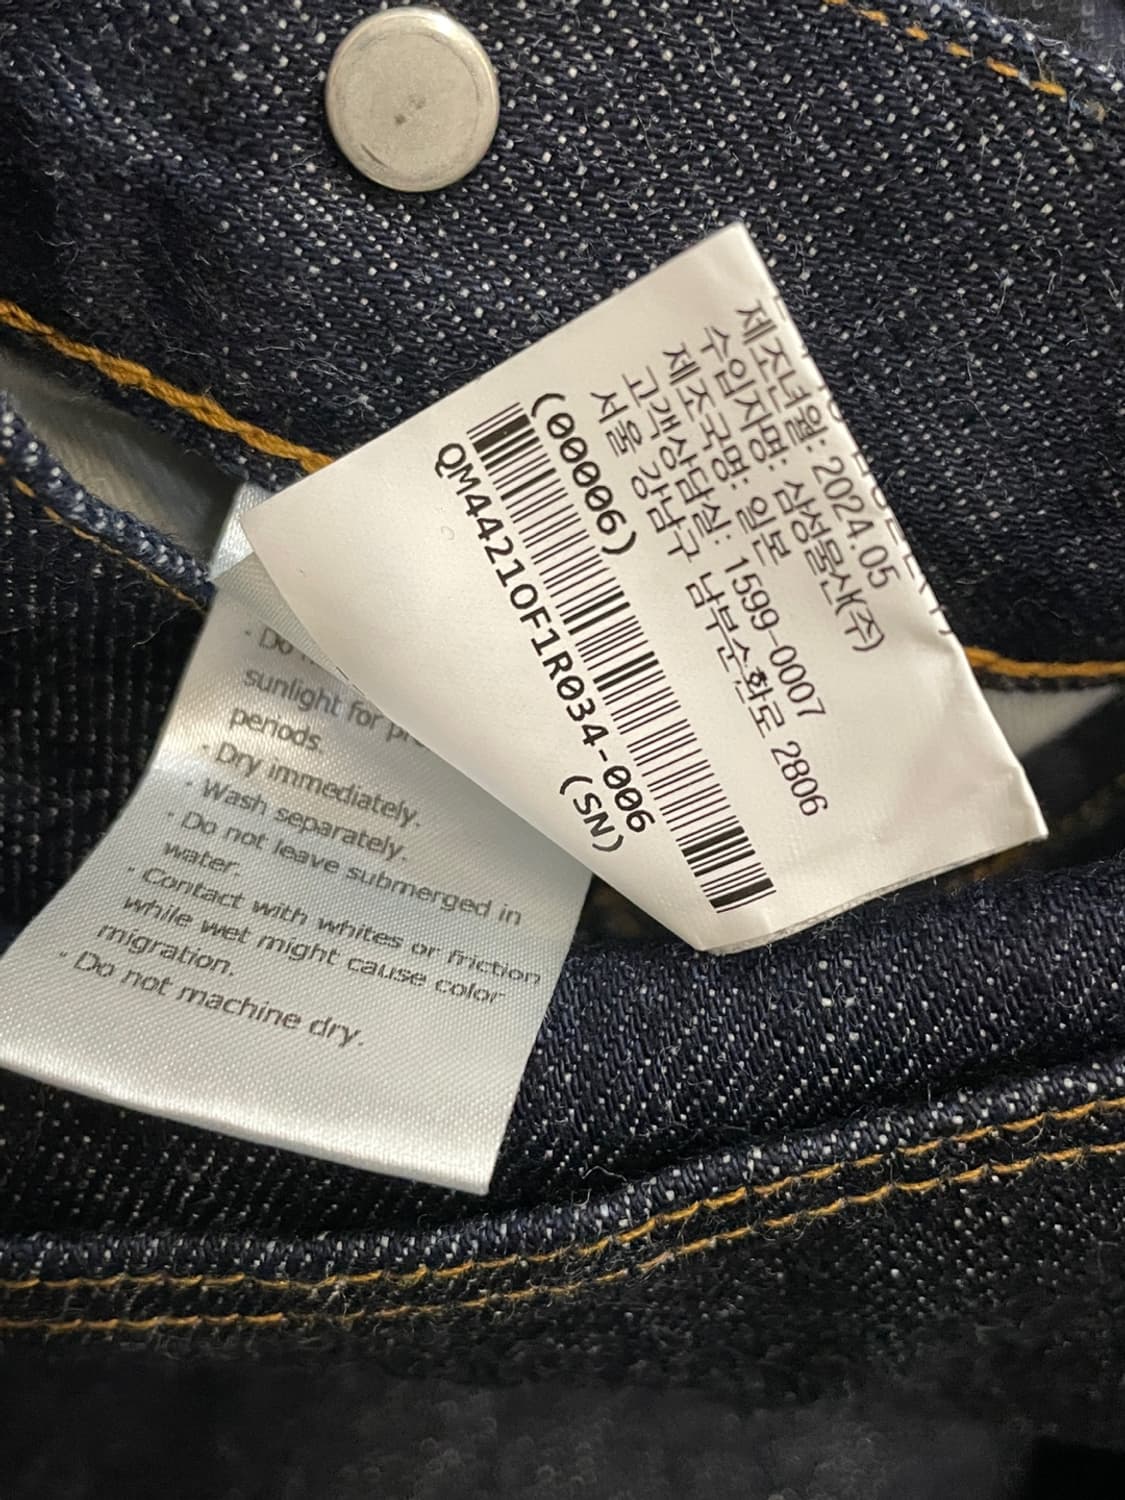 제조년월: 2024.05
수입자명: 삼성물산(주)
제조국명: 일본
고객상담실: 1599-0007
서울 강남구 남부순환로 2806
(00006)
QM4421OF1R034-006
(SN)
· Do
sunlight for
periods.
· Dry immediately.
· Wash separately.
· Do not leave submerged in
water.
· Contact with whites or friction
while wet might cause color
migration.
· Do not machine dry.